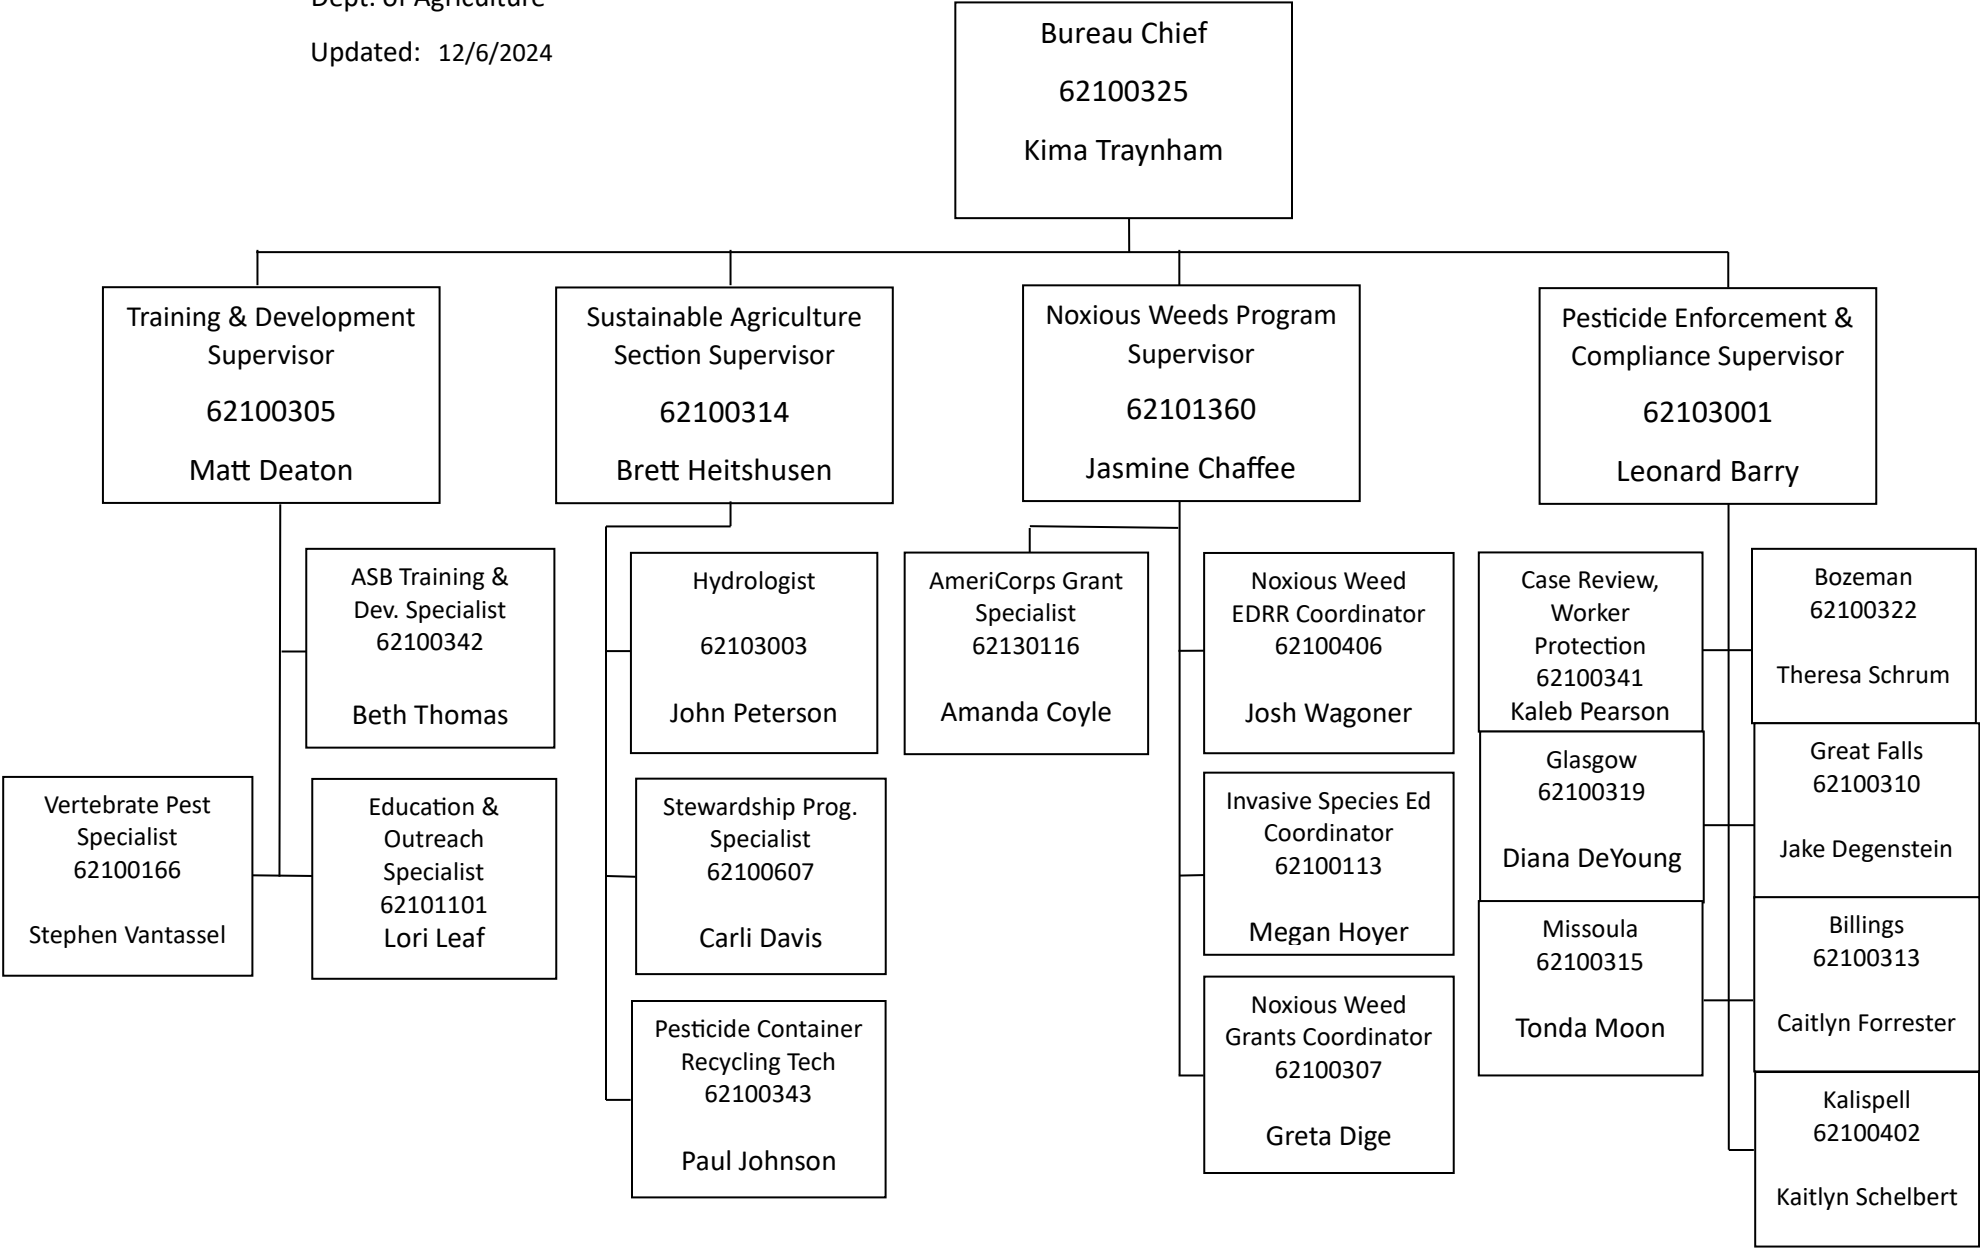 Dept. of Agriculture
Updated: 12/6/2024
Bureau Chief
62100325
Kima Traynham
Training & Development
Supervisor
62100305
Matt Deaton
Sustainable Agriculture
Section Supervisor
62100314
Brett Heitshusen
Noxious Weeds Program
Supervisor
62101360
Jasmine Chaffee
Pesticide Enforcement &
Compliance Supervisor
62103001
Leonard Barry
ASB Training &
Dev. Specialist
62100342
Beth Thomas
Vertebrate Pest
Specialist
62100166
Stephen Vantassel
Education &
Outreach
Specialist
62101101
Lori Leaf
Hydrologist
62103003
John Peterson
Stewardship Prog.
Specialist
62100607
Carli Davis
Pesticide Container
Recycling Tech
62100343
Paul Johnson
AmeriCorps Grant
Specialist
62130116
Amanda Coyle
Noxious Weed
EDRR Coordinator
62100406
Josh Wagoner
Invasive Species Ed
Coordinator
62100113
Megan Hoyer
Noxious Weed
Grants Coordinator
62100307
Greta Dige
Case Review,
Worker
Protection
62100341
Kaleb Pearson
Glasgow
62100319
Diana DeYoung
Missoula
62100315
Tonda Moon
Bozeman
62100322
Theresa Schrum
Great Falls
62100310
Jake Degenstein
Billings
62100313
Caitlyn Forrester
Kalispell
62100402
Kaitlyn Schelbert